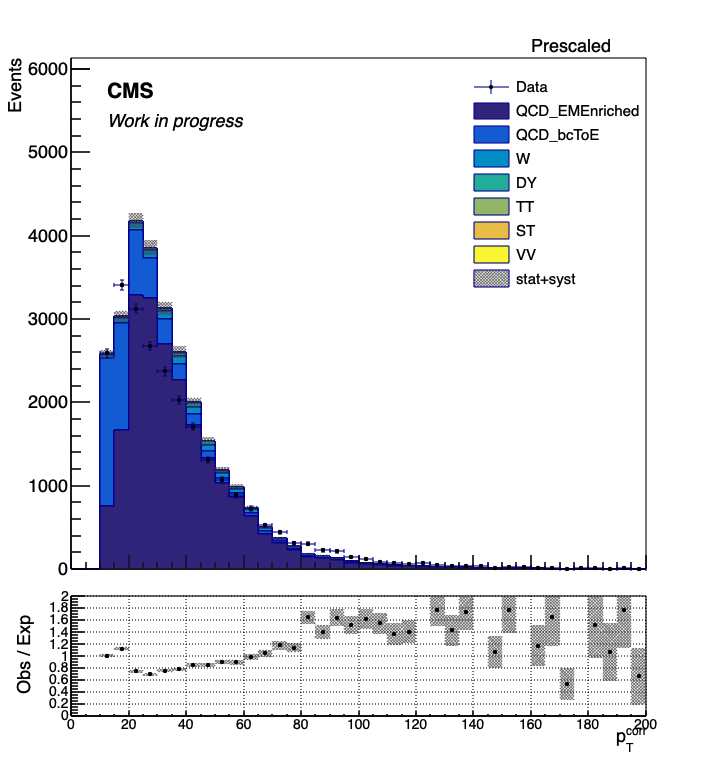 Prescaled
Events
6000
5000
4000
3000
2000
1000
0
CMS
Work in progress
Data
QCD_EMEnriched
QCD_bcToE
W
DY
TT
ST
VV
stat+syst
Obs / Exp
2
1.8
1.6
1.4
1.2
1
0.8
0.6
0.4
0.2
0
0 20 40 60 80 100 120 140 160 180 200
p_T^corr